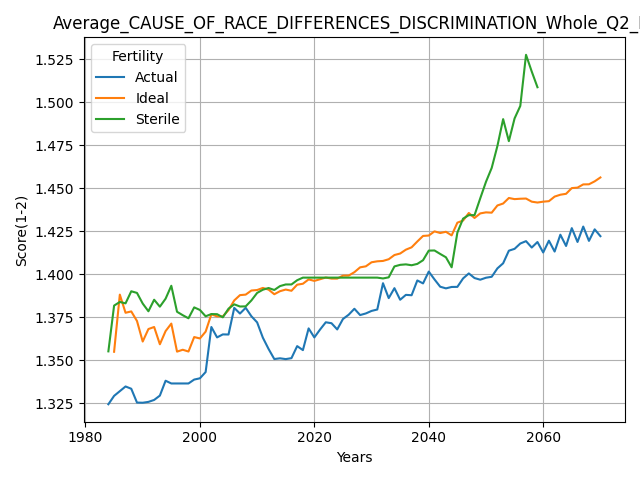 Average_CAUSE_OF_RACE_DIFFERENCES_DISCRIMINATION_Whole_Q2_
Fertility
Actual
Ideal
Sterile
1.525
1.500
1.475
1.450
1.425
1.400
1.375
1.350
1.325
Score(1-2)
1980
2000
2020
2040
2060
Years